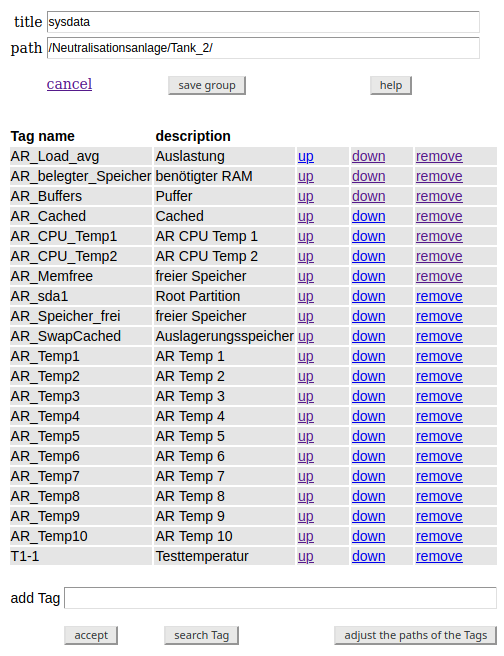 title sysdata
path /Neutralisationsanlage/Tank_2/
cancel save group help
Tag name description
AR_Load_avg Auslastung up down remove
AR_belegter_Speicher benötigter RAM up down remove
AR_Buffers Puffer up down remove
AR_Cached Cached up down remove
AR_CPU_Temp1 AR CPU Temp 1 up down remove
AR_CPU_Temp2 AR CPU Temp 2 up down remove
AR_Memfree freier Speicher up down remove
AR_sda1 Root Partition up down remove
AR_Speicher_frei freier Speicher up down remove
AR_SwapCached Auslagerungsspeicher up down remove
AR_Temp1 AR Temp 1 up down remove
AR_Temp2 AR Temp 2 up down remove
AR_Temp3 AR Temp 3 up down remove
AR_Temp4 AR Temp 4 up down remove
AR_Temp5 AR Temp 5 up down remove
AR_Temp6 AR Temp 6 up down remove
AR_Temp7 AR Temp 7 up down remove
AR_Temp8 AR Temp 8 up down remove
AR_Temp9 AR Temp 9 up down remove
AR_Temp10 AR Temp 10 up down remove
T1-1 Testtemperatur up down remove
add Tag
accept search Tag adjust the paths of the Tags